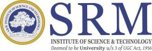 SRM
INSTITUTE OF SCIENCE & TECHNOLOGY
Deemed to be University u/s 3 of UGC Act, 1956